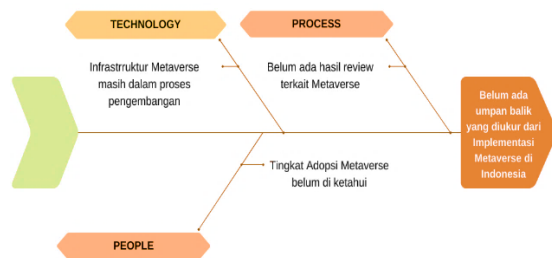 TECHNOLOGY
PROCESS
Infrastrruktur Metaverse
masih dalam proses
pengembangan
Belum ada hasil review
terkait Metaverse
Belum ada
umpan balik
yang diukur dari
Implementasi
Metaverse di
Indonesia
Tingkat Adopsi Metaverse
belum di ketahui
PEOPLE